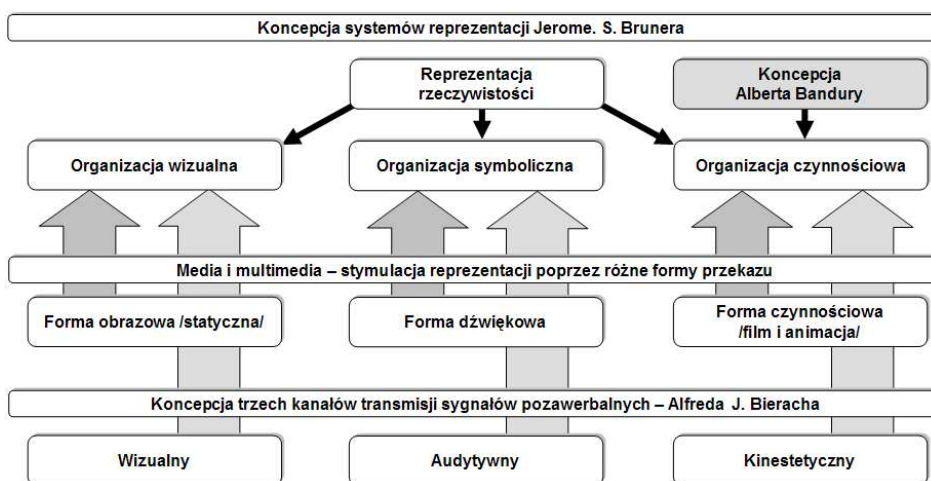 Koncepcja systemów reprezentacji Jerome. S. Brunera
Reprezentacja
rzeczywistości
Koncepcja
Alberta Bandury
Organizacja wizualna
Organizacja symboliczna
Organizacja czynnościowa
Media i multimedia – stymulacja reprezentacji poprzez różne formy przekazu
Forma obrazowa /statyczna/
Forma dźwiękowa
Forma czynnościowa
/film i animacja/
Koncepcja trzech kanałów transmisji sygnałów pozawerbalnych – Alfreda J. Bieracha
Wizualny
Audytywny
Kinestetyczny